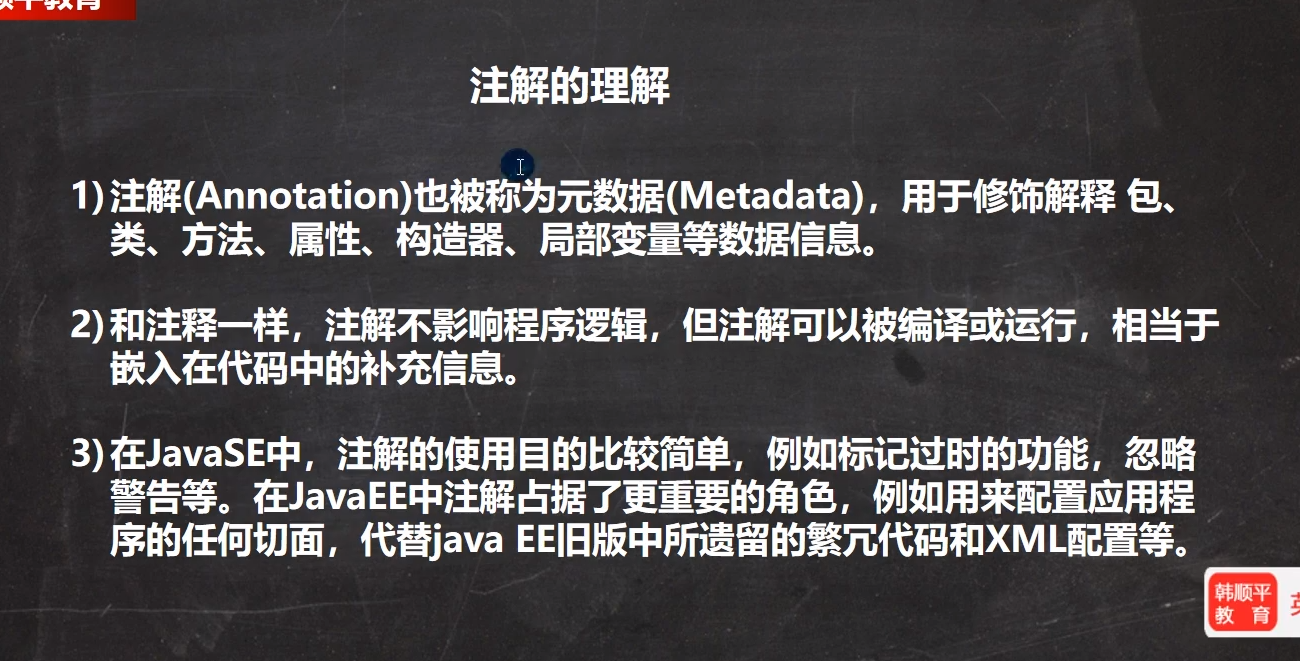 顺平教育
注解的理解
1) 注解(Annotation)也被称为元数据(Metadata)，用于修饰解释 包、
类、方法、属性、构造器、局部变量等数据信息。
2) 和注释一样，注解不影响程序逻辑，但注解可以被编译或运行，相当于
嵌入在代码中的补充信息。
3) 在JavaSE中，注解的使用目的比较简单，例如标记过时的功能，忽略
警告等。在JavaEE中注解占据了更重要的角色，例如用来配置应用程
序的任何切面，代替java EE旧版中所遗留的繁冗代码和XML配置等。
韩顺平
教 育
英